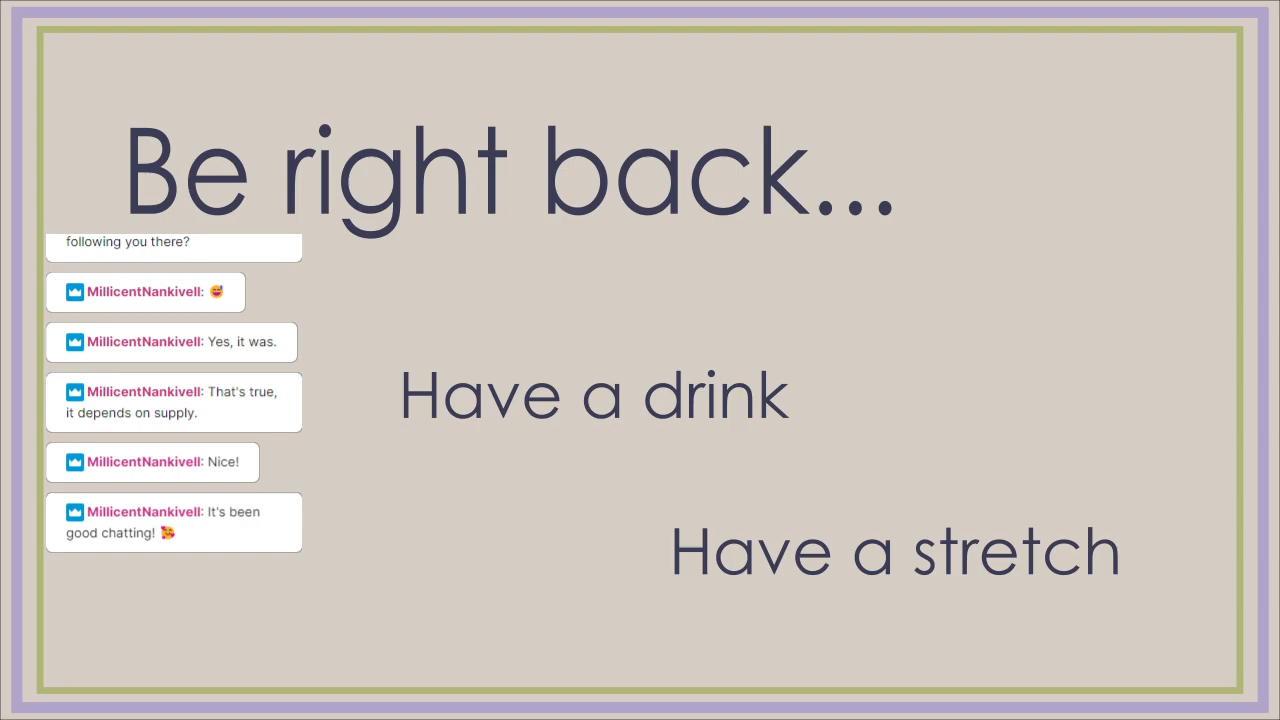 Be right back...
following you there?
MillicentNankivell: 😅
MillicentNankivell: Yes, it was.
MillicentNankivell: That's true,
it depends on supply.
MillicentNankivell: Nice!
MillicentNankivell: It's been
good chatting! 🥰
Have a drink
Have a stretch